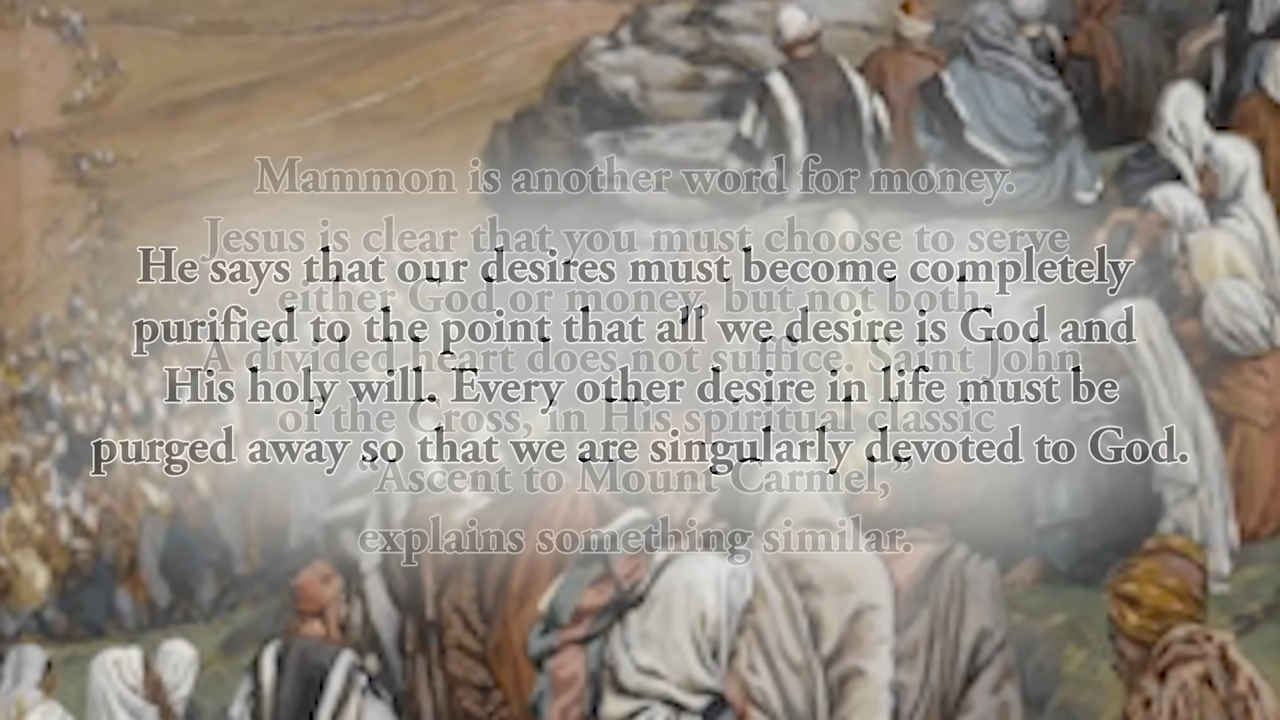 Mammon is another word for money.
Jesus is clear that you must choose to serve
either God or money, but not both.
A divided heart does not suffice. Saint John
of the Cross, in His spiritual classic
Ascent to Mount Carmel,
explains something similar.
He says that our desires must become completely
purified to the point that all we desire is God and
His holy will. Every other desire in life must be
purged away so that we are singularly devoted to God.